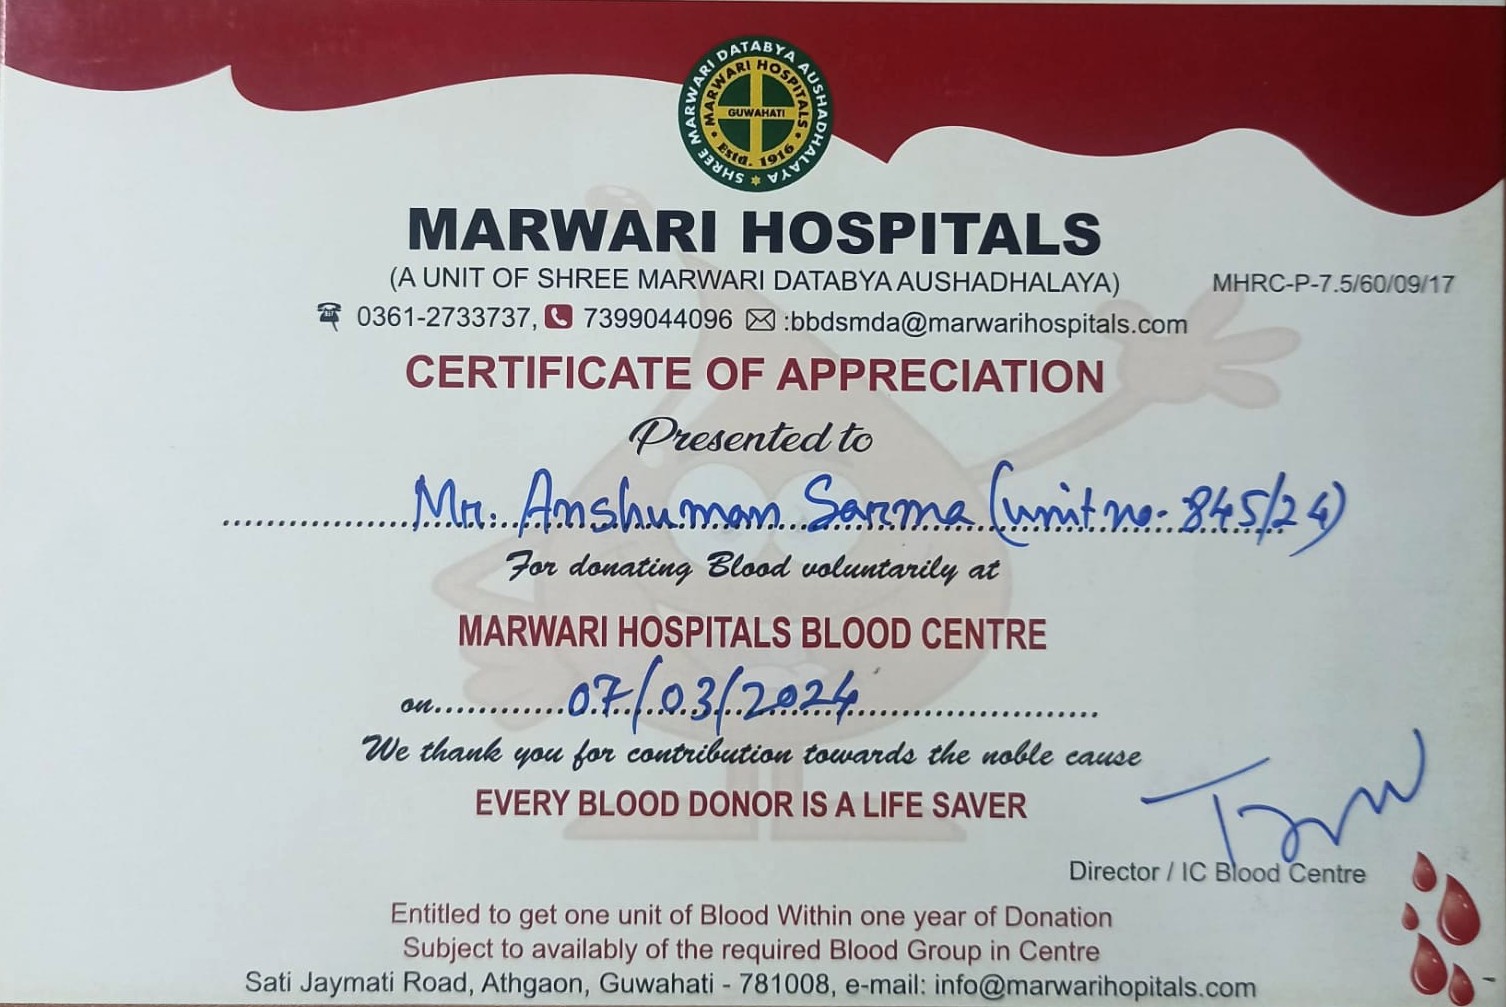 SHREE MARWARI DATABYA AUSHADHALAYA
MARWARI HOSPITALS
GUWAHATI
Estd. 1916
MARWARI HOSPITALS
(A UNIT OF SHREE MARWARI DATABYA AUSHADHALAYA)
MHRC-P-7.5/60/09/17
0361-2733737, 7399044096 :bbdsmda@marwarihospitals.com
CERTIFICATE OF APPRECIATION
Presented to
Mr. Anshuman Sarma (unit no- 845/24)
For donating Blood voluntarily at
MARWARI HOSPITALS BLOOD CENTRE
on............07/03/2024......................
We thank you for contribution towards the noble cause
EVERY BLOOD DONOR IS A LIFE SAVER
Director / IC Blood Centre
Entitled to get one unit of Blood Within one year of Donation
Subject to availably of the required Blood Group in Centre
Sati Jaymati Road, Athgaon, Guwahati - 781008, e-mail: info@marwarihopitals.com